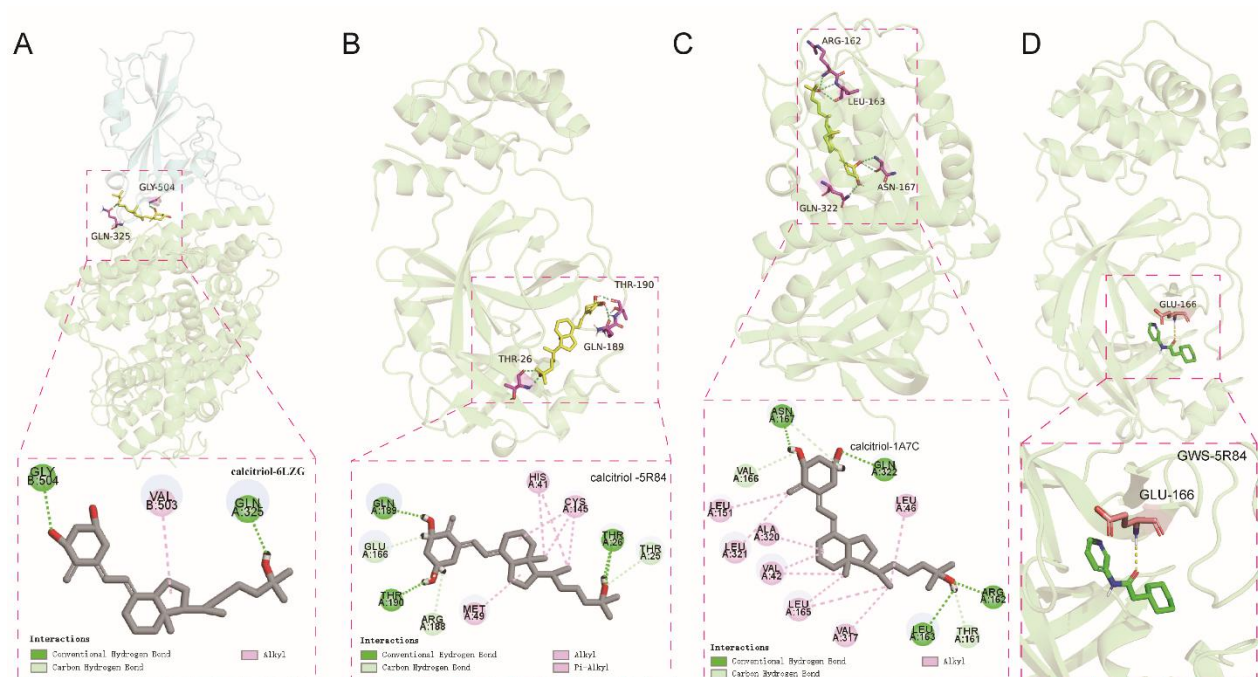 A
GLY-504
GLN-325
GLY
B:504
VAL
B:503
calcitriol-6LZG
GLN
A:325
Interactions
Conventional Hydrogen Bond
Carbon Hydrogen Bond
Alkyl
B
THR-190
GLN-189
THR-26
calcitriol -5R84
HIS
A:41
CYS
A:145
GLN
A:189
GLU
A:166
THR
A:26
THR
A:25
THR
A:190
MET
A:49
ARG
A:188
Interactions
Conventional Hydrogen Bond
Carbon Hydrogen Bond
Alkyl
Pi-Alkyl
C
ARG-162
LEU-163
ASN-167
GLN-322
ASN
A:167
calcitriol-1A7C
GLN
A:322
VAL
A:166
LEU
A:151
LEU
A:46
ALA
A:320
LEU
A:321
VAL
A:42
LEU
A:165
ARG
A:162
VAL
A:317
LEU
A:163
THR
A:161
Interactions
Conventional Hydrogen Bond
Carbon Hydrogen Bond
Alkyl
D
GLU-166
GWS-5R84
GLU-166